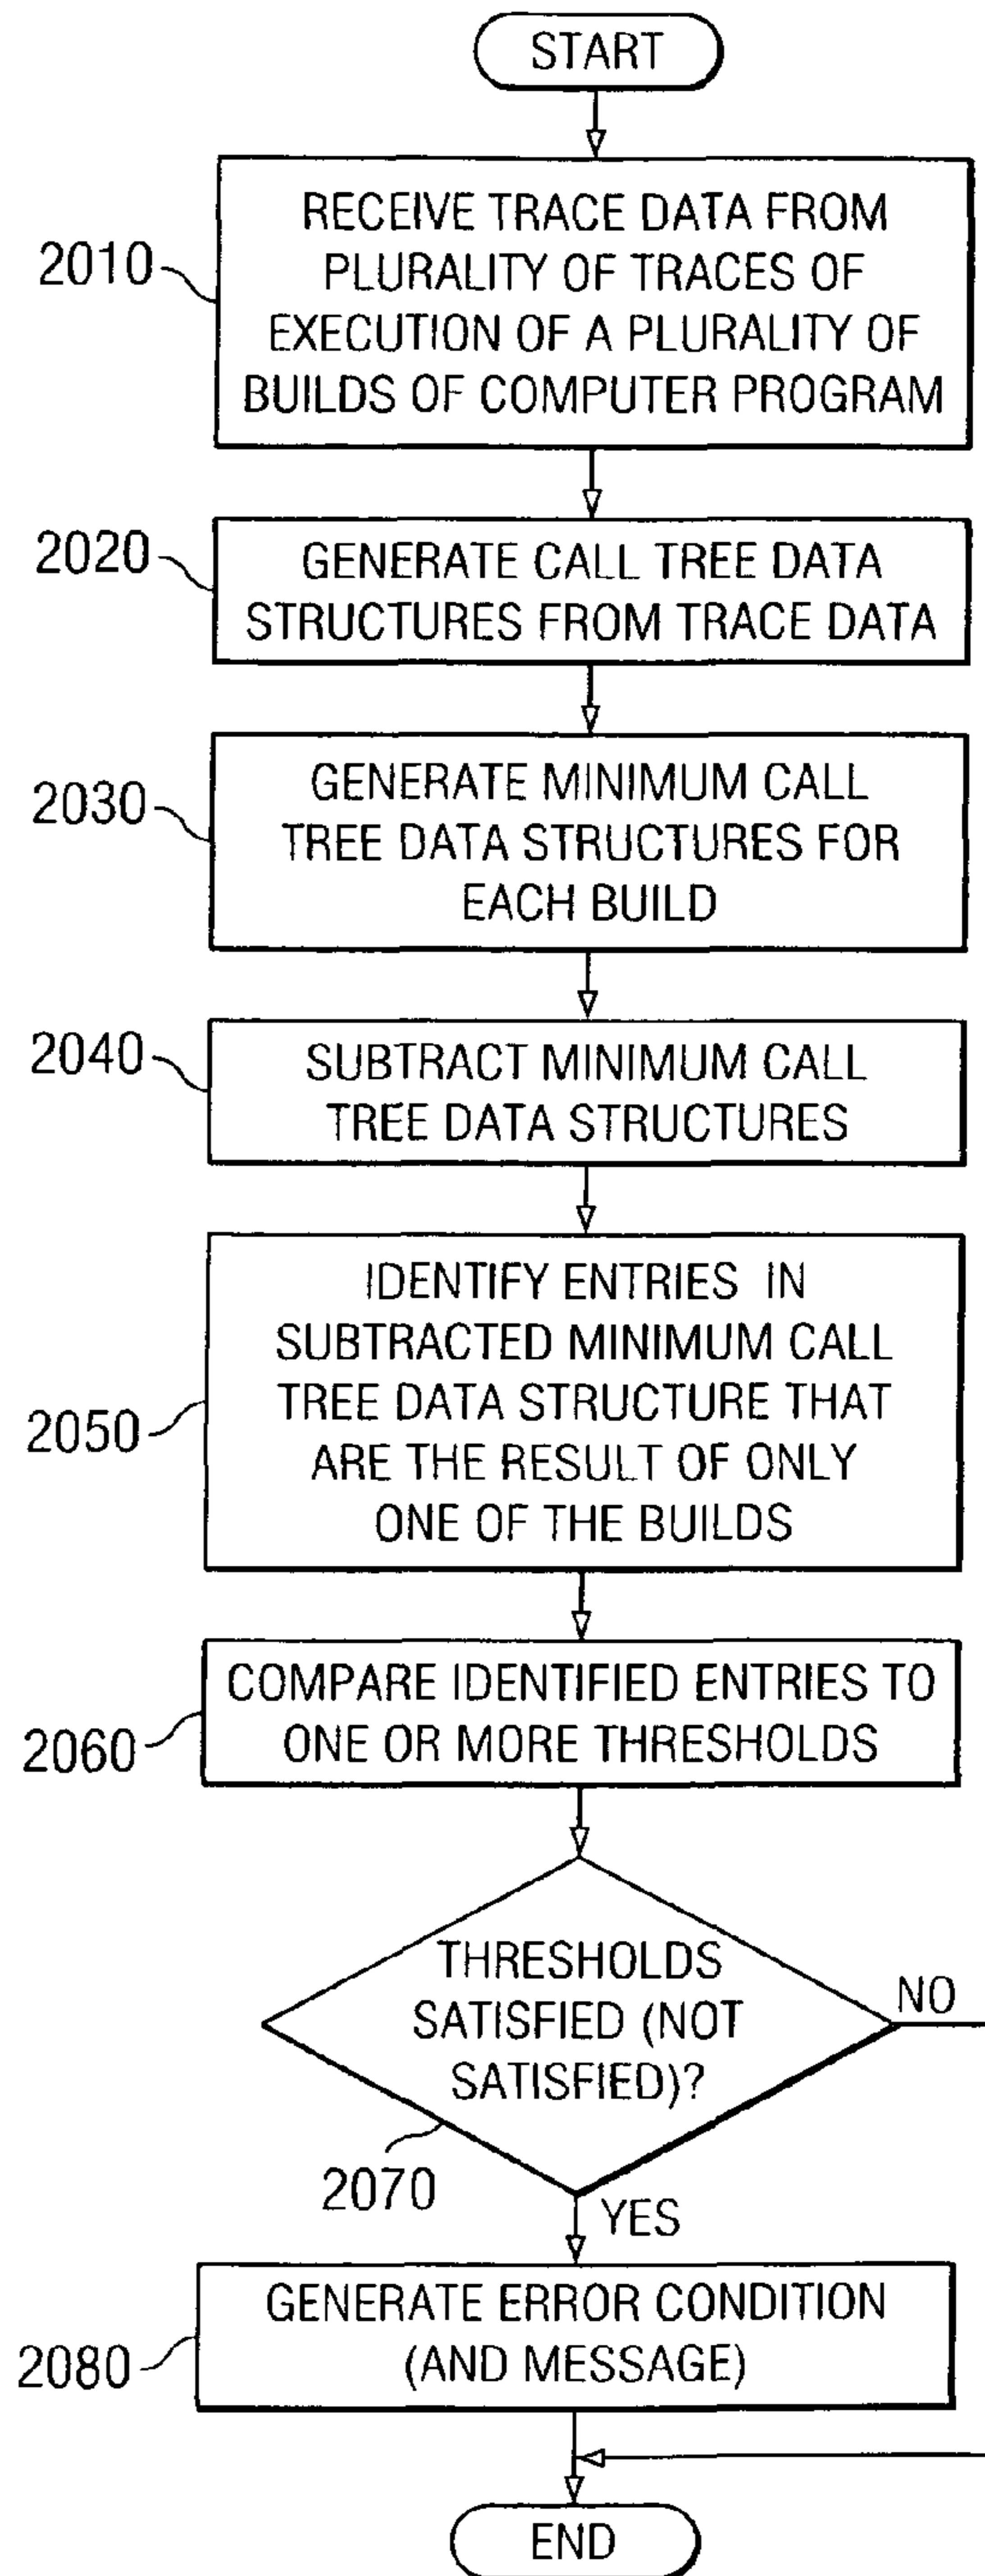 START
2010
RECEIVE TRACE DATA FROM
PLURALITY OF TRACES OF
EXECUTION OF A PLURALITY OF
BUILDS OF COMPUTER PROGRAM
2020
GENERATE CALL TREE DATA
STRUCTURES FROM TRACE DATA
2030
GENERATE MINIMUM CALL
TREE DATA STRUCTURES FOR
EACH BUILD
2040
SUBTRACT MINIMUM CALL
TREE DATA STRUCTURES
2050
IDENTIFY ENTRIES IN
SUBTRACTED MINIMUM CALL
TREE DATA STRUCTURE THAT
ARE THE RESULT OF ONLY
ONE OF THE BUILDS
2060
COMPARE IDENTIFIED ENTRIES TO
ONE OR MORE THRESHOLDS
THRESHOLDS
SATISFIED (NOT
SATISFIED)?
NO
2070
YES
2080
GENERATE ERROR CONDITION
(AND MESSAGE)
END